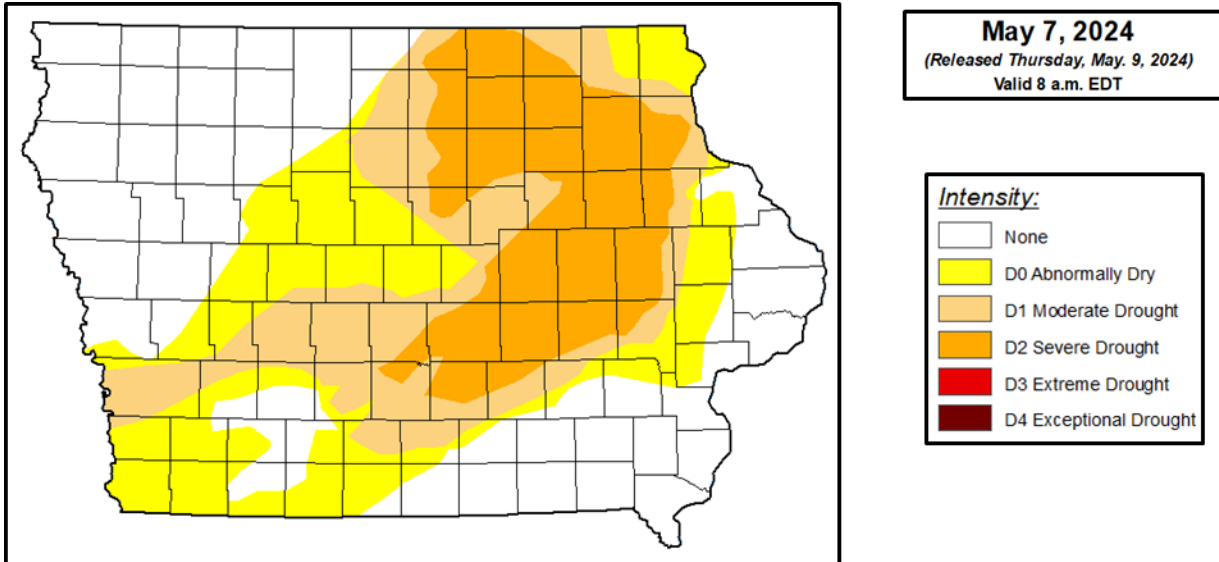 May 7, 2024
(Released Thursday, May. 9, 2024)
Valid 8 a.m. EDT
Intensity:
None
D0 Abnormally Dry
D1 Moderate Drought
D2 Severe Drought
D3 Extreme Drought
D4 Exceptional Drought